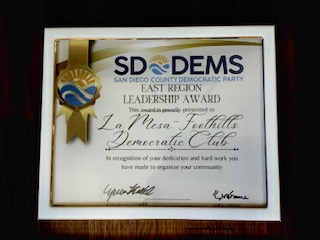 SD DEMS
SAN DIEGO COUNTY DEMOCRATIC PARTY
EAST REGION
LEADERSHIP AWARD
This award is proudly presented to
La Mesa-Foothills
Democratic Club
In recognition of your dedication and hard work you
have made to organize your community